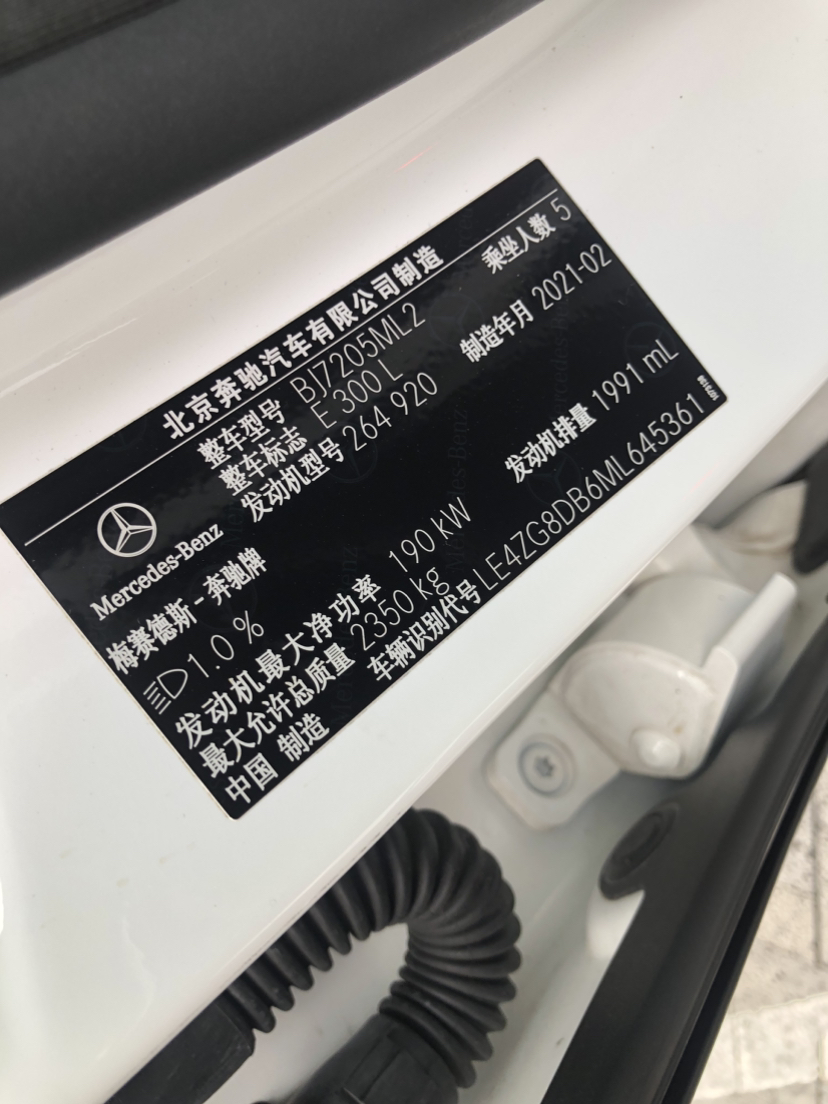 北京奔驰汽车有限公司制造
整车型号 BJ7205ML2 乘坐人数 5
整车标志 E 300 L
发动机型号 264 920 制造年月 2021-02
Mercedes-Benz
梅赛德斯-奔驰牌
1.0 %
发动机最大净功率 190 kW 发动机排量 1991 mL
最大允许总质量 2350 kg
中国 制造 车辆识别代号 LE4ZG8DB6ML645361